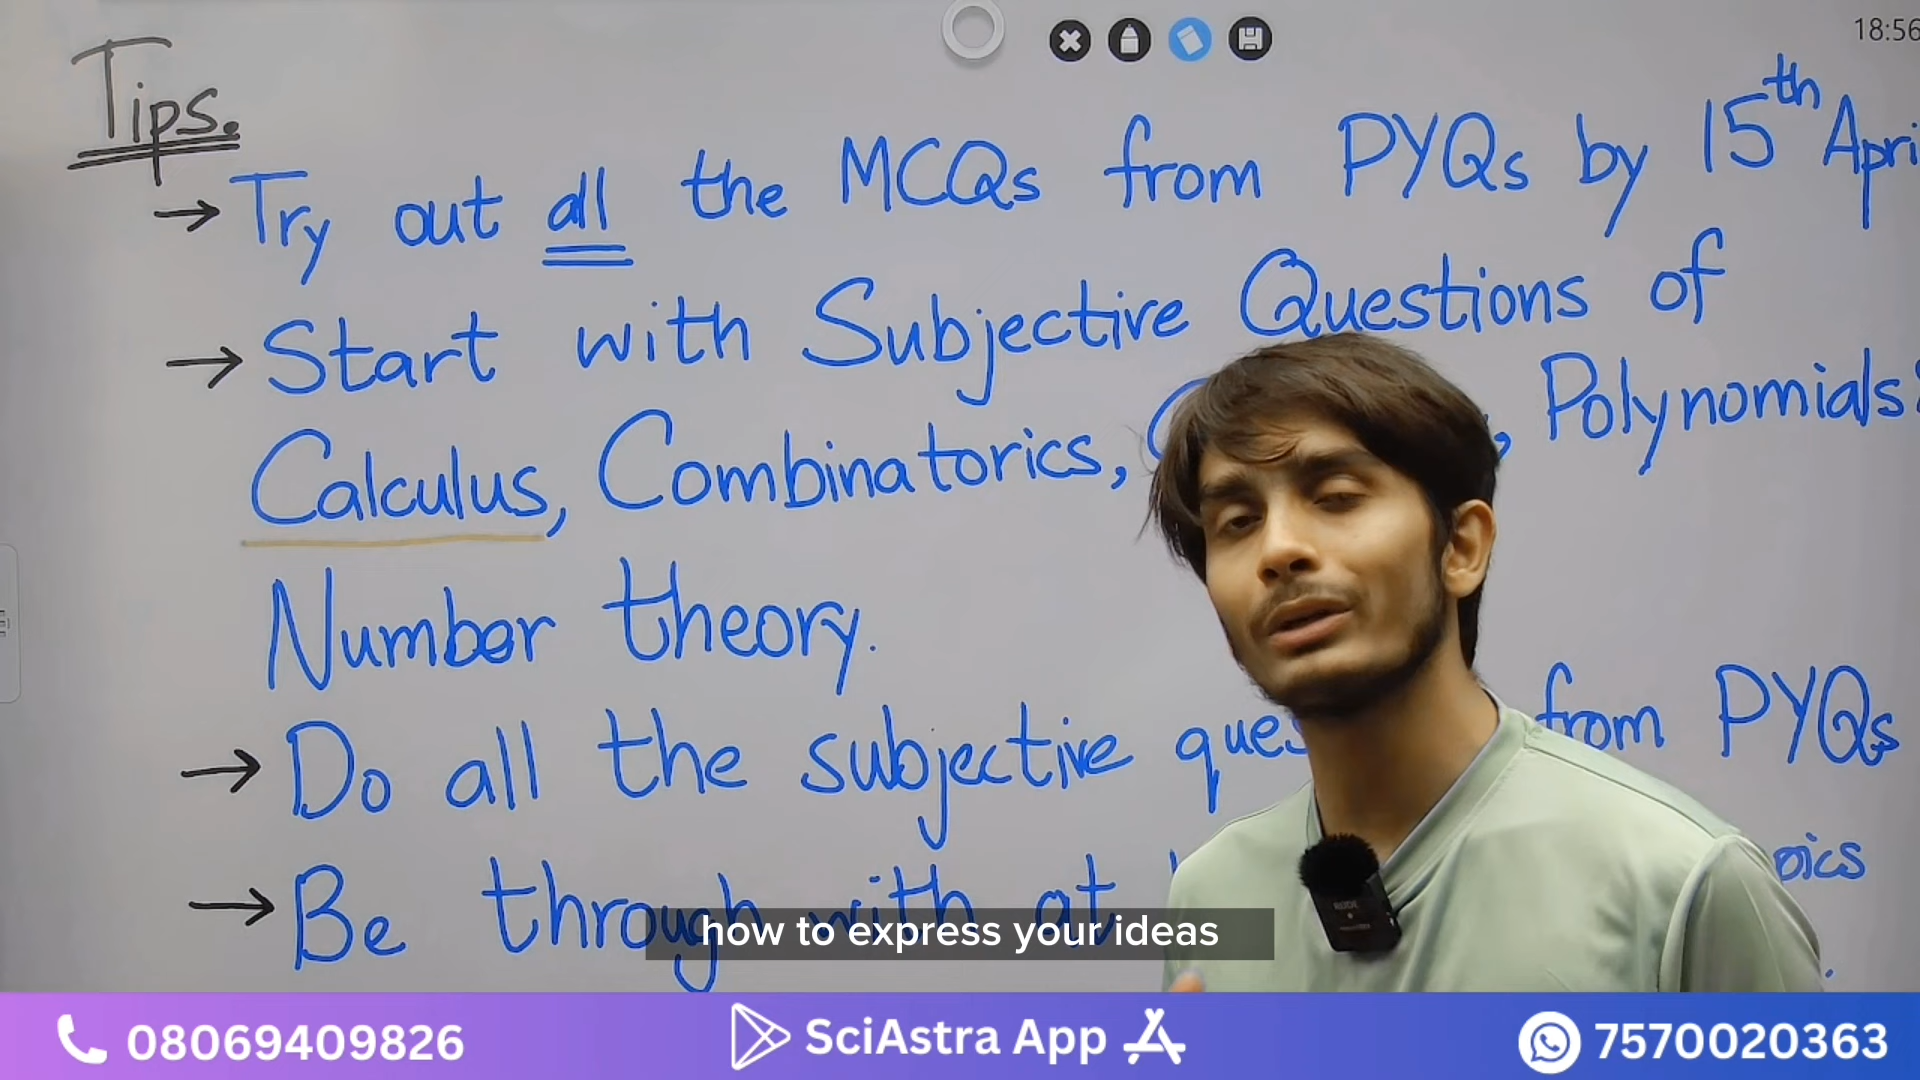 18:56
Tips.
→ Try out all the MCQs from PYQs by 15th Apri
→ Start with Subjective Questions of
Calculus, Combinatorics, , Polynomials
Number theory.
→ Do all the subjective ques from PYQs
→ Be through with at
how to express your ideas
RODE
08069409826 SciAstra App 7570020363